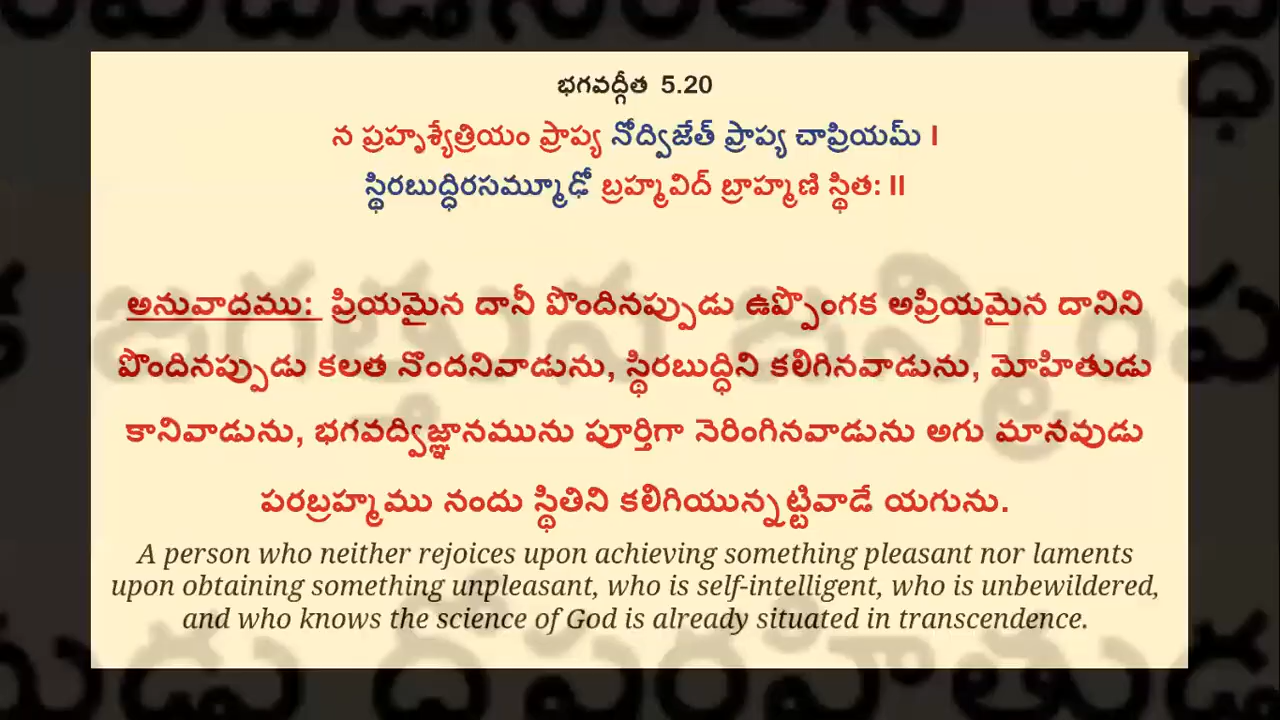 భగవద్గీత 5.20
న ప్రహృశ్యేత్రియం ప్రాప్య నోద్విజేత్ ప్రాప్య చాప్రియమ్ I
స్థిరబుద్ధిరసమ్మూఢో బ్రహ్మవిద్ బ్రాహ్మణి స్థిత: II
అనువాదము: ప్రియమైన దానీ పొందినప్పుడు ఉప్పొంగక అప్రియమైన దానిని
పొందినప్పుడు కలత నొందనివాడును, స్థిరబుద్ధిని కలిగినవాడును, మోహితుడు
కానివాడును, భగవద్విజ్ఞానమును పూర్తిగా నెరింగినవాడును అగు మానవుడు
పరబ్రహ్మము నందు స్థితిని కలిగియున్నట్టివాడే యగును.
A person who neither rejoices upon achieving something pleasant nor laments
upon obtaining something unpleasant, who is self-intelligent, who is unbewildered,
and who knows the science of God is already situated in transcendence.